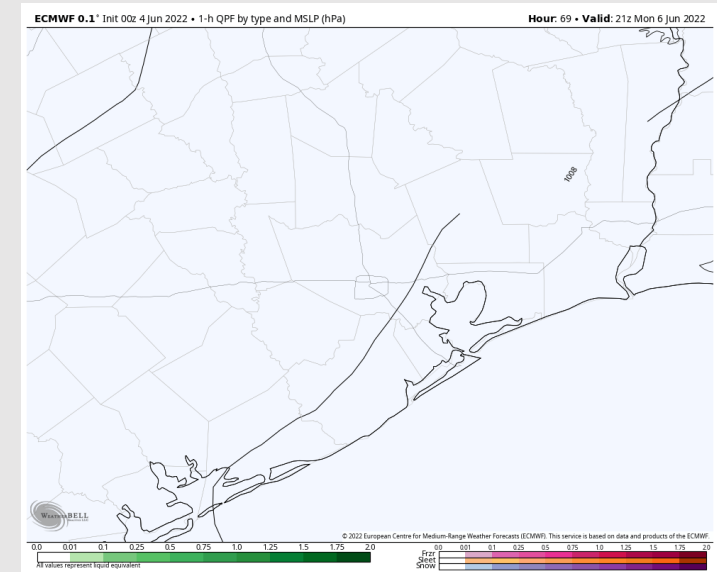 ECMWF 0.1° Init 00z 4 Jun 2022 • 1-h QPF by type and MSLP (hPa)
Hour: 69 • Valid: 21z Mon 6 Jun 2022
1008
WeatherBELL
© 2022 European Centre for Medium-Range Weather Forecasts (ECMWF). This service is based on data and products of the ECMWF.
0.0 0.01 0.1 0.25 0.5 0.75 1.0 1.25 1.5 1.75 2.0
All values represent liquid equivalent
0.0 0.01 0.1 0.25 0.5 0.75 1.0 1.25 1.5 1.75 2.0
Frzr
Sleet
Snow